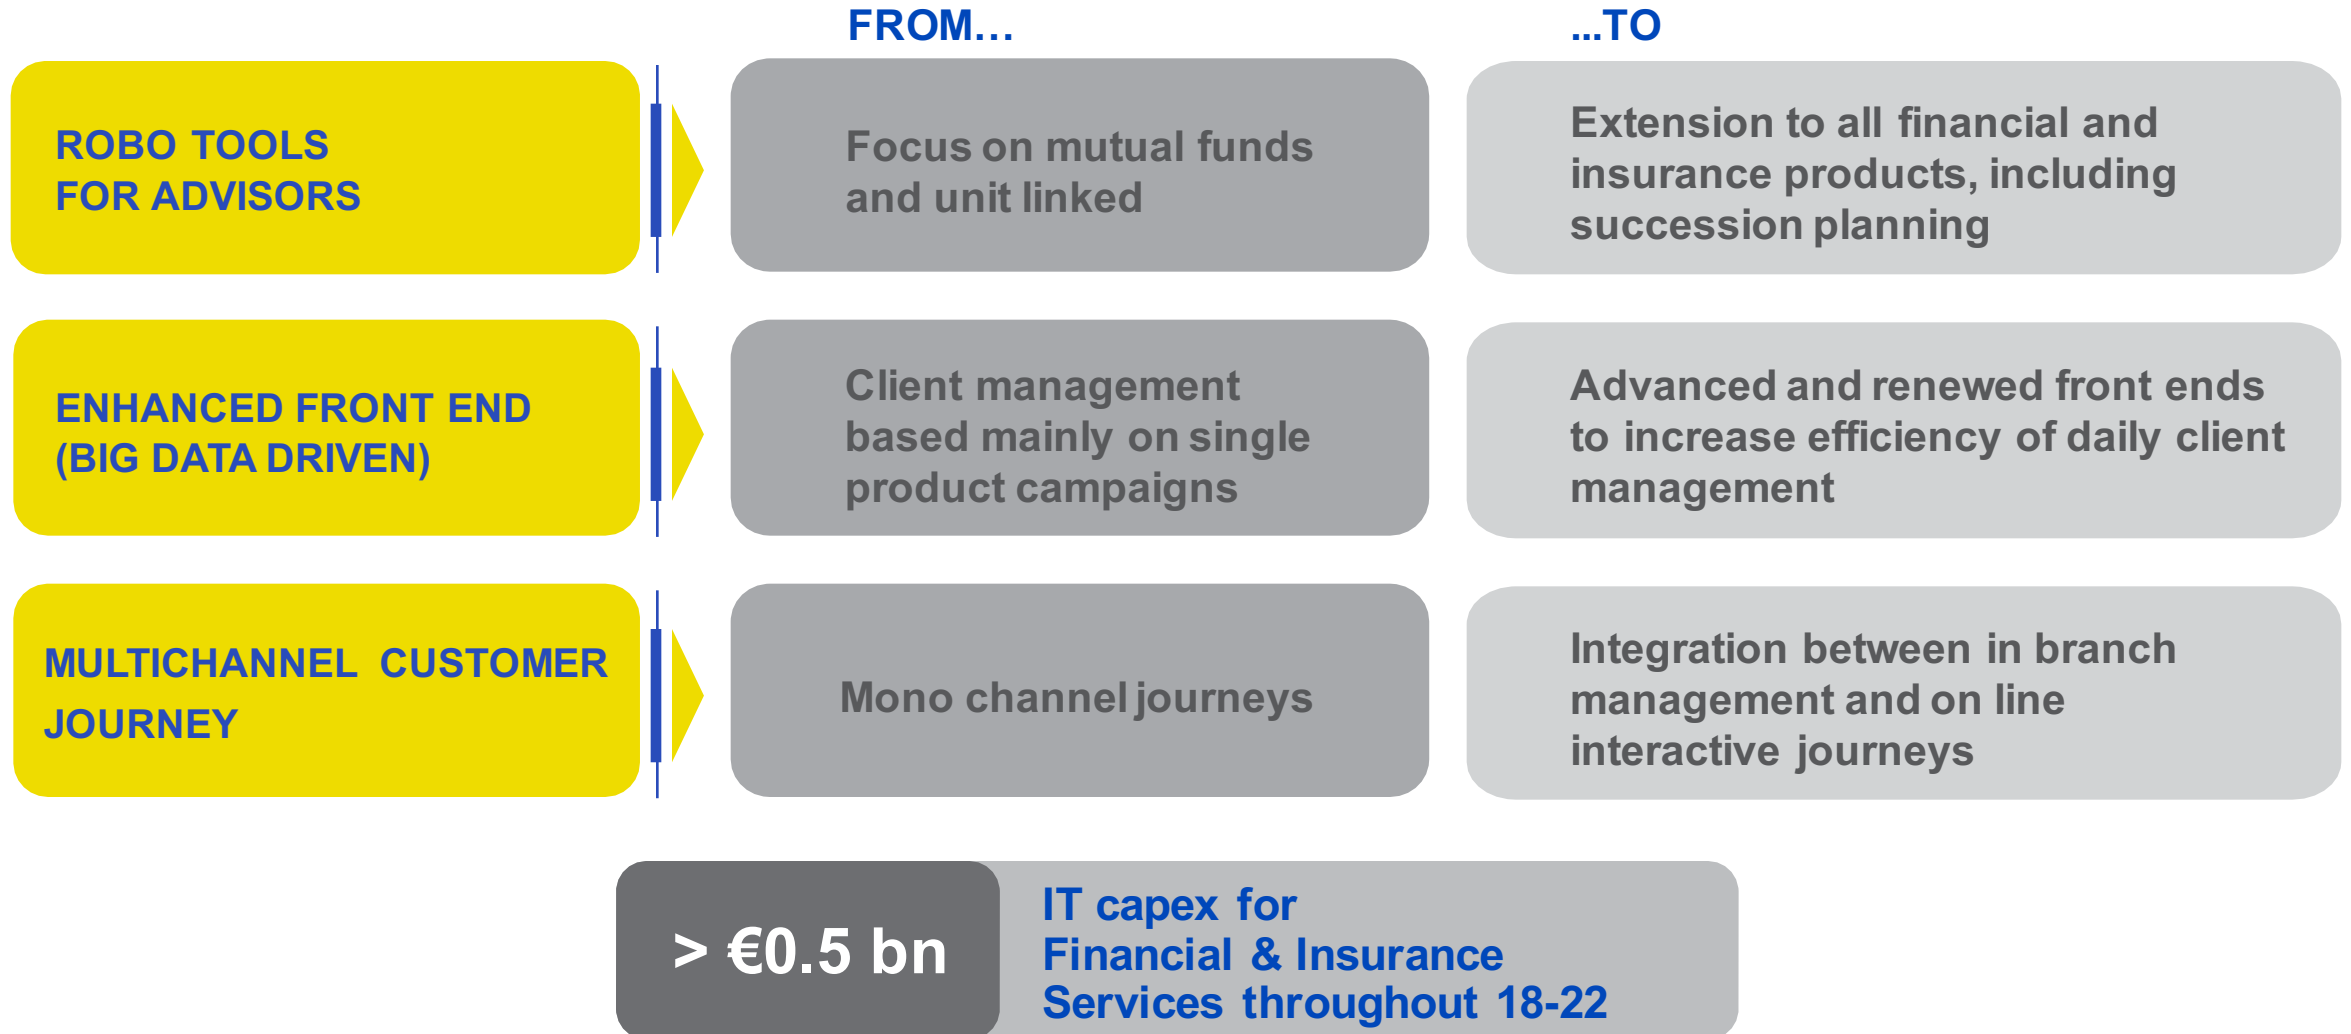 FROM...
...TO
ROBO TOOLS
FOR ADVISORS
Focus on mutual funds
and unit linked
Extension to all financial and
insurance products, including
succession planning
ENHANCED FRONT END
(BIG DATA DRIVEN)
Client management
based mainly on single
product campaigns
Advanced and renewed front ends
to increase efficiency of daily client
management
MULTICHANNEL CUSTOMER
JOURNEY
Mono channel journeys
Integration between in branch
management and on line
interactive journeys
> €0.5 bn
IT capex for
Financial & Insurance
Services throughout 18-22